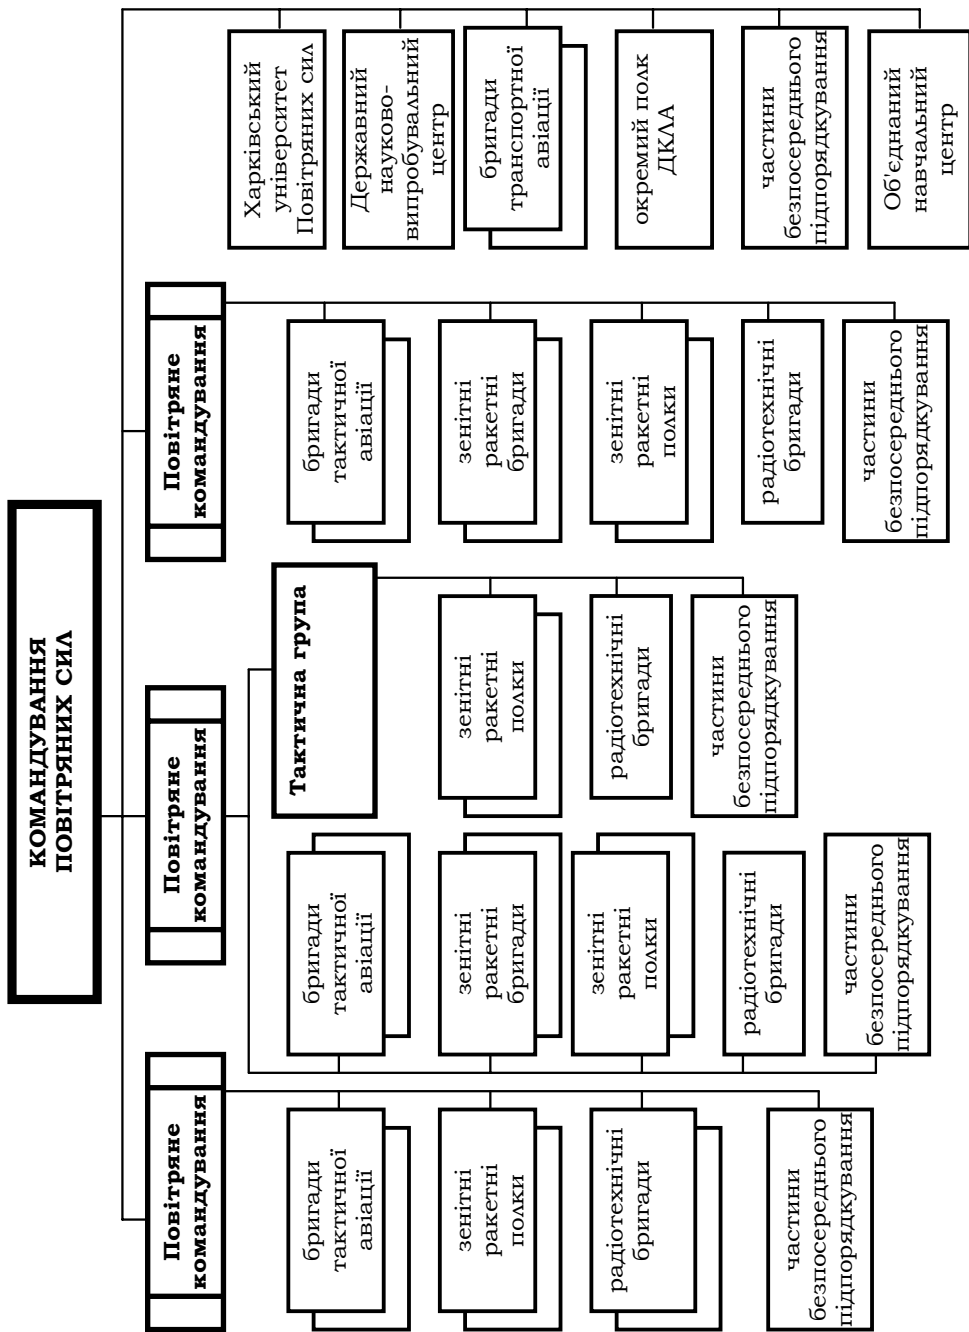 КОМАНДУВАННЯ
ПОВІТРЯНИХ СИЛ
Повітряне
командування
бригади
тактичної
авіації
зенітні
ракетні
полки
радіотехнічні
бригади
частини
безпосереднього
підпорядкування
Повітряне
командування
бригади
тактичної
авіації
зенітні
ракетні
бригади
зенітні
ракетні
полки
радіотехнічні
бригади
частини
безпосереднього
підпорядкування
Тактична група
зенітні
ракетні
полки
радіотехнічні
бригади
частини
безпосереднього
підпорядкування
Повітряне
командування
бригади
тактичної
авіації
зенітні
ракетні
бригади
зенітні
ракетні
полки
радіотехнічні
бригади
частини
безпосереднього
підпорядкування
Харківський
університет
Повітряних сил
Державний
науково-
випробувальний
центр
бригади
транспортної
авіації
окремий полк
ДКЛА
частини
безпосереднього
підпорядкування
Об'єднаний
навчальний
центр